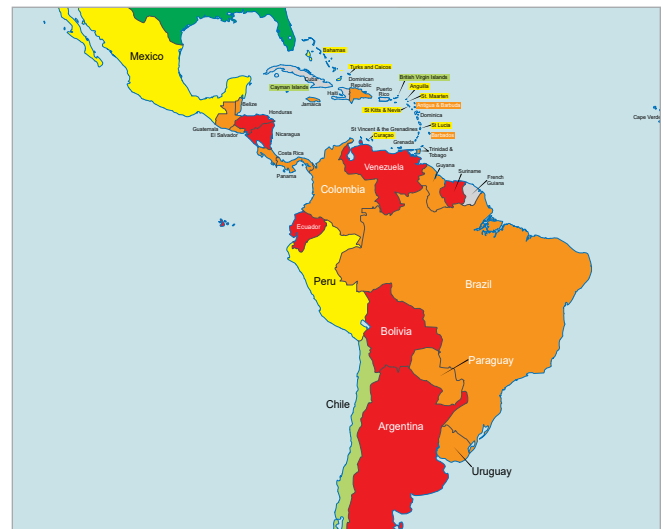 Mexico
Bahamas
Turks and Caicos
Cuba
Cayman Islands
Dominican
Republic
British Virgin Islands
Puerto
Rico
Anguilla
Haiti
St. Maarten
Belize
Jamaica
St Kitts & Nevis
Antigua & Barbuda
Honduras
Dominica
Cape Verde
Guatemala
El Salvador
Nicaragua
St Vincent & the Grenadines
St Lucia
Curaçao
Barbados
Grenada
Costa Rica
Trinidad &
Tobago
Panama
Venezuela
Guyana
Suriname
French
Guiana
Colombia
Ecuador
Peru
Brazil
Bolivia
Paraguay
Chile
Argentina
Uruguay